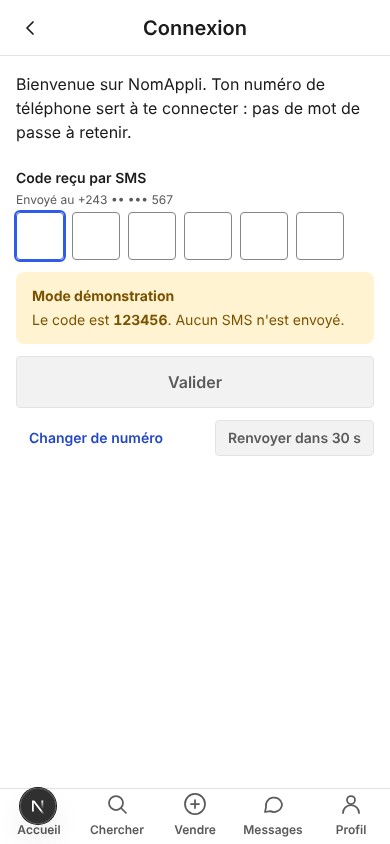 Connexion
Bienvenue sur NomAppli. Ton numéro de
téléphone sert à te connecter : pas de mot de
passe à retenir.
Code reçu par SMS
Envoyé au +243 •• ••• 567
Mode démonstration
Le code est 123456. Aucun SMS n'est envoyé.
Valider
Changer de numéro
Renvoyer dans 30 s
N
Accueil
Chercher
Vendre
Messages
Profil